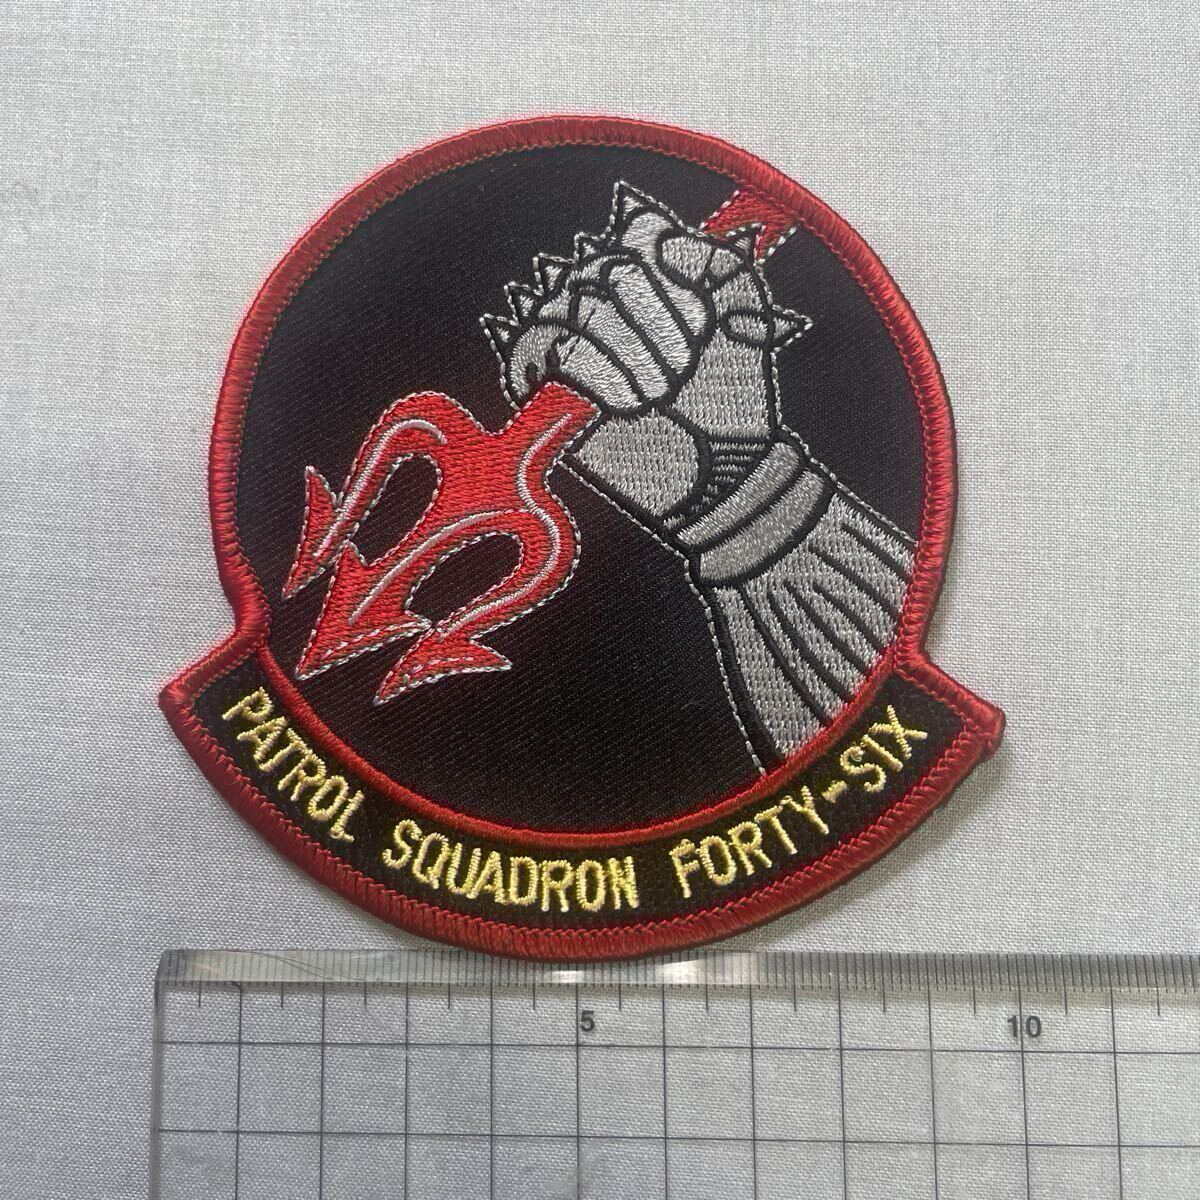 PATROL SQUADRON FORTY-SIX
5 10